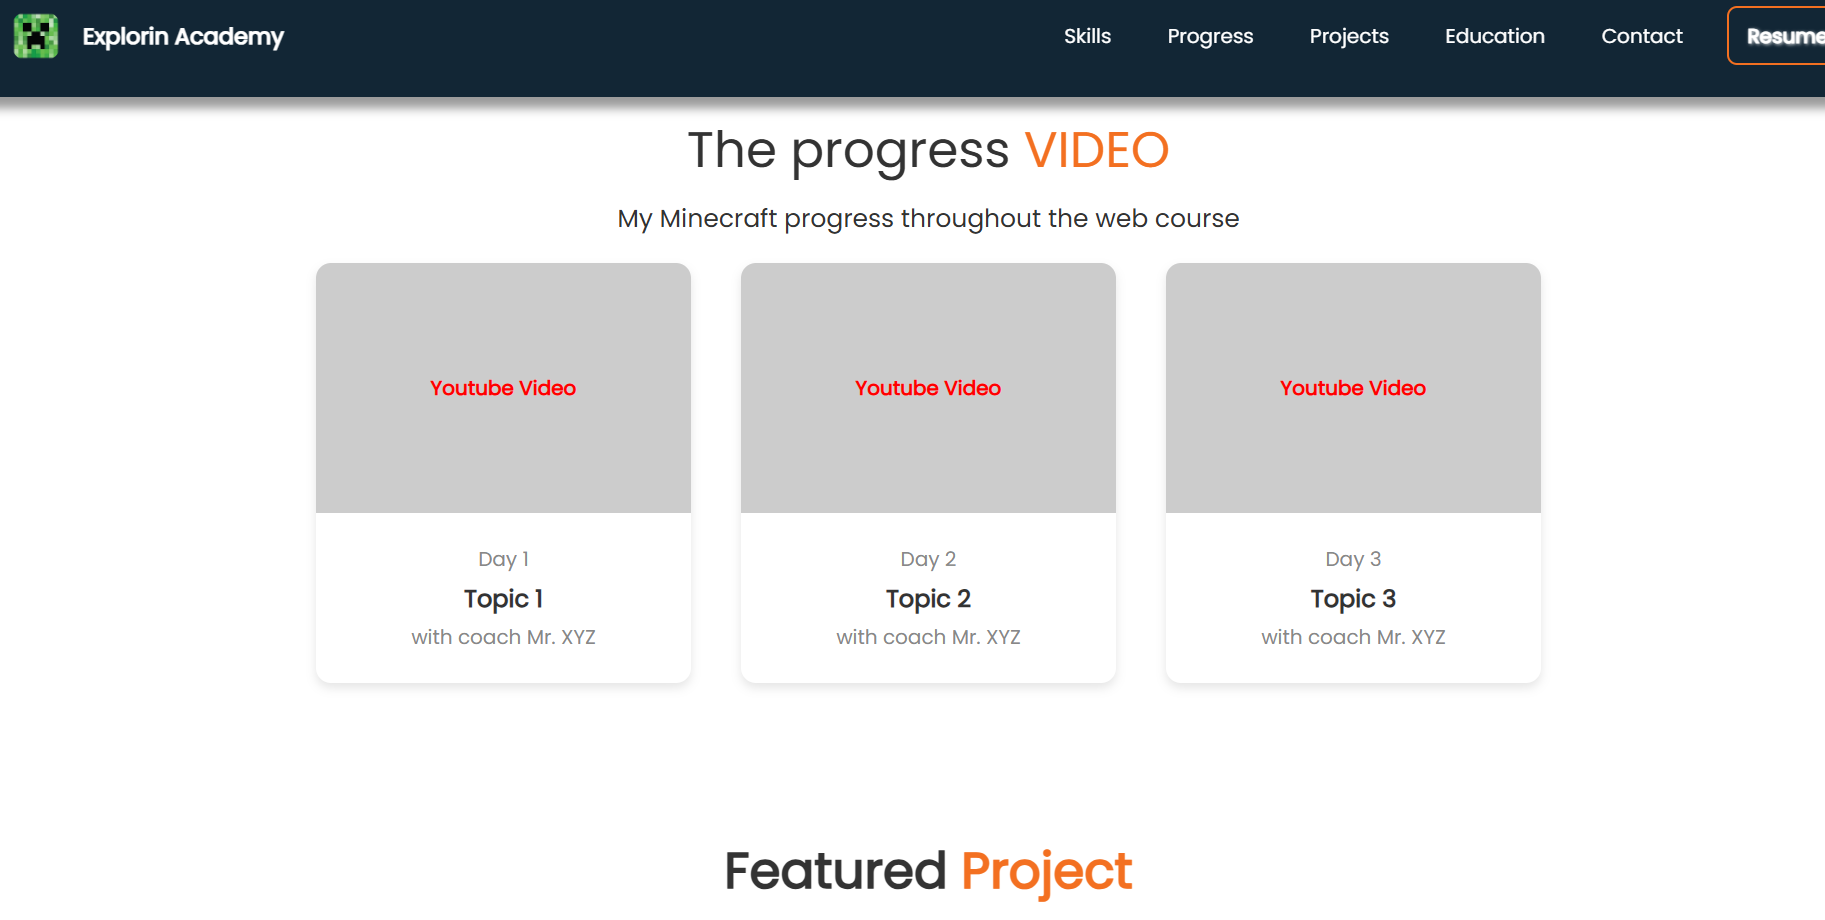 Explorin Academy
Skills Progress Projects Education Contact Resume
The progress VIDEO
My Minecraft progress throughout the web course
Youtube Video Youtube Video Youtube Video
Day 1 Day 2 Day 3
Topic 1 Topic 2 Topic 3
with coach Mr. XYZ with coach Mr. XYZ with coach Mr. XYZ
Featured Project